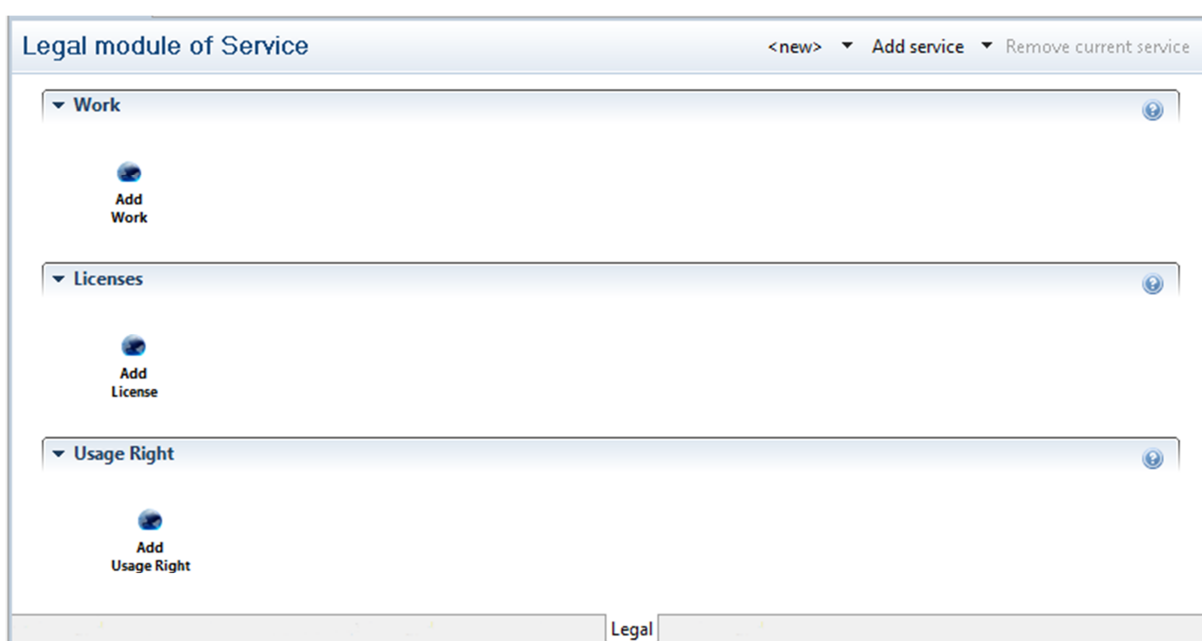 Legal module of Service
<new> Add service Remove current service
Work
Add
Work
Licenses
Add
License
Usage Right
Add
Usage Right
Legal